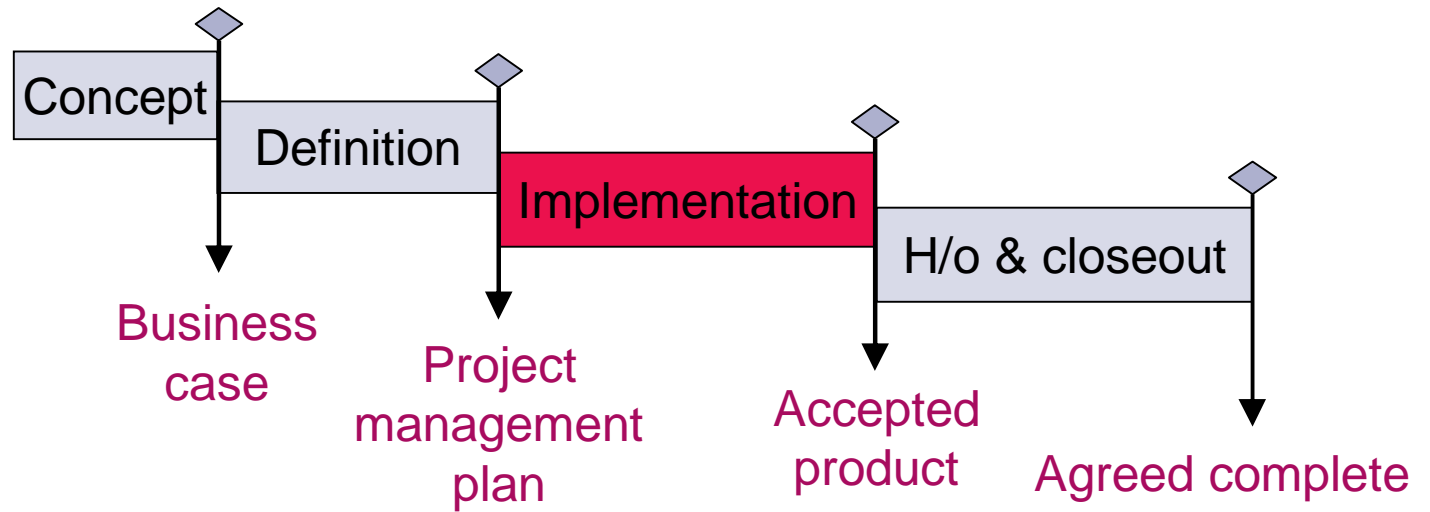 Concept
Definition
Implementation
H/o & closeout
Business
case
Project
management
plan
Accepted
product
Agreed complete